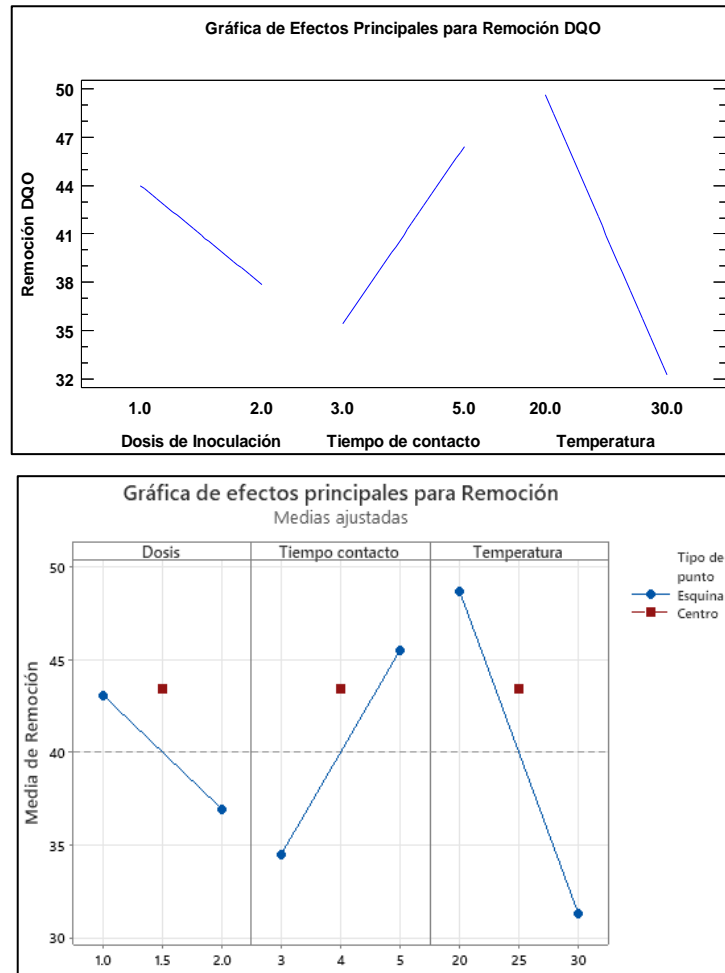 Gráfica de Efectos Principales para Remoción DQO
50
47
44
41
38
35
32
Remoción DQO
1.0 2.0 3.0 5.0 20.0 30.0
Dosis de Inoculación Tiempo de contacto Temperatura
Gráfica de efectos principales para Remoción
Medias ajustadas
Dosis Tiempo contacto Temperatura
Tipo de
punto
Esquina
Centro
50
45
40
35
30
Media de Remoción
1.0 1.5 2.0 3 4 5 20 25 30